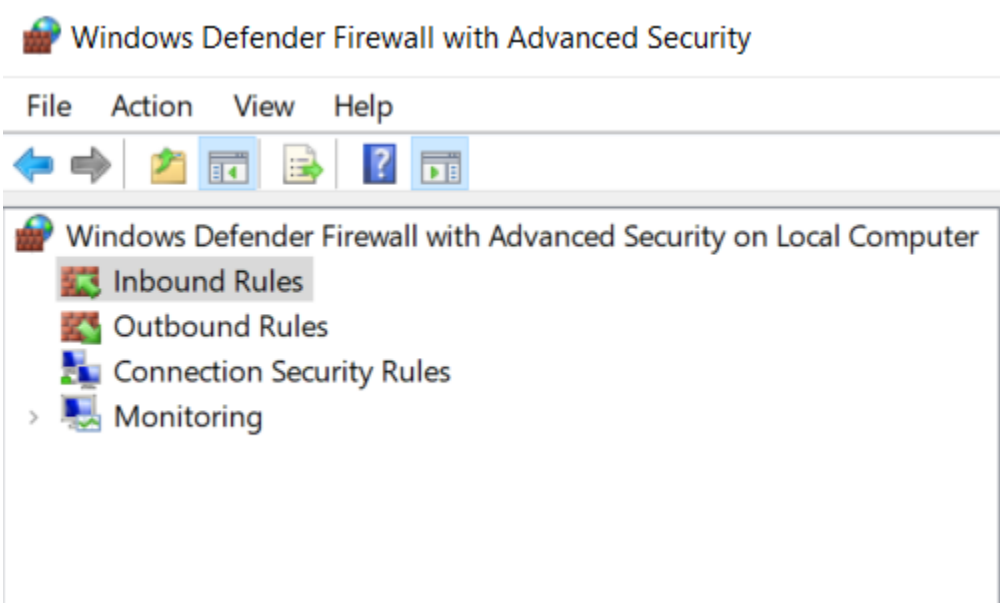 Windows Defender Firewall with Advanced Security
File Action View Help
?
Windows Defender Firewall with Advanced Security on Local Computer
Inbound Rules
Outbound Rules
Connection Security Rules
Monitoring